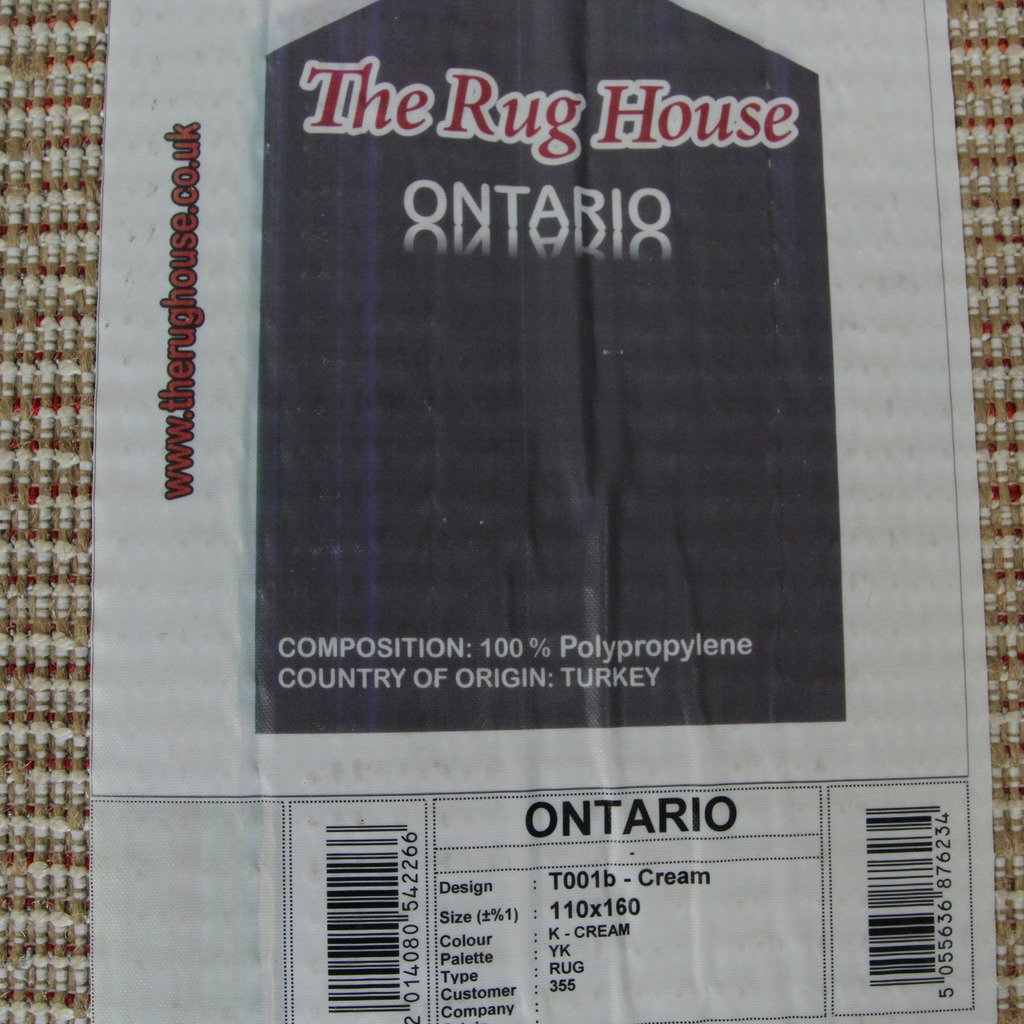 The Rug House
ONTARIO
www.therughouse.co.uk
COMPOSITION: 100 % Polypropylene
COUNTRY OF ORIGIN: TURKEY
ONTARIO
-
Design : T001b - Cream
Size (±%1) : 110x160
Colour : K - CREAM
Palette : YK
Type : RUG
Customer : 355
Company :
2 014080 542266
5 055636 876234